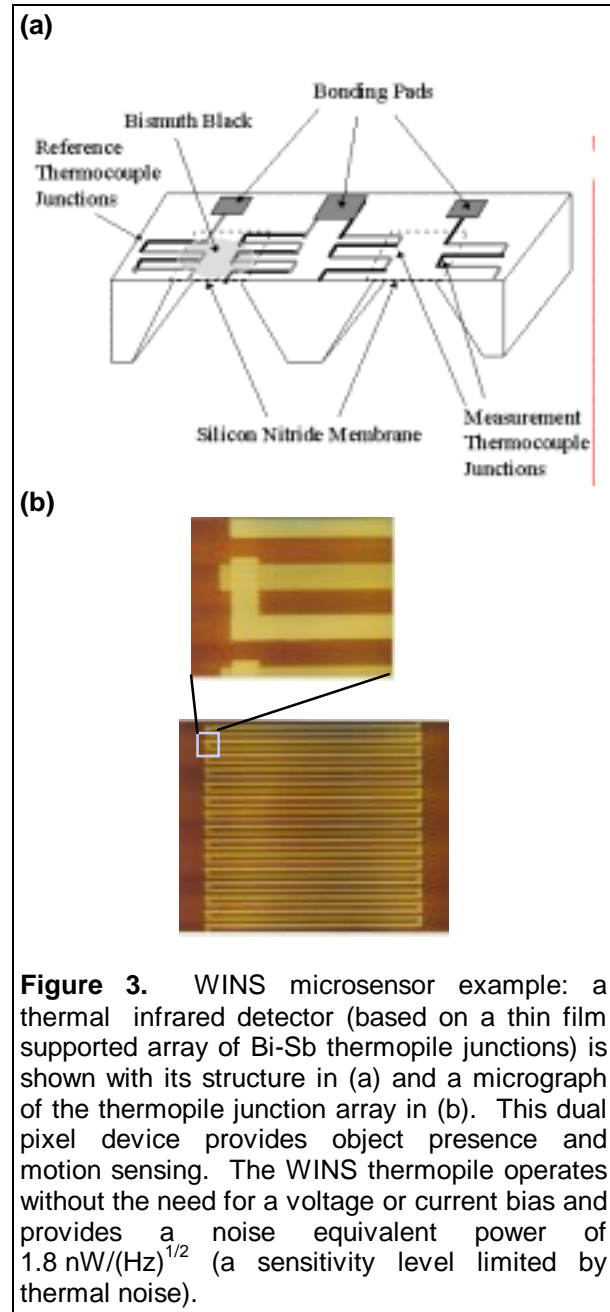 (a)
Bonding Pads
Bismuth Black
Reference
Thermocouple
Junctions
Silicon Nitride Membrane
Measurement
Thermocouple
Junctions
(b)
Figure 3. WINS microsensor example: a
thermal infrared detector (based on a thin film
supported array of Bi-Sb thermopile junctions) is
shown with its structure in (a) and a micrograph
of the thermopile junction array in (b). This dual
pixel device provides object presence and
motion sensing. The WINS thermopile operates
without the need for a voltage or current bias and
provides a noise equivalent power of
1.8 nW/(Hz)^1/2 (a sensitivity level limited by
thermal noise).